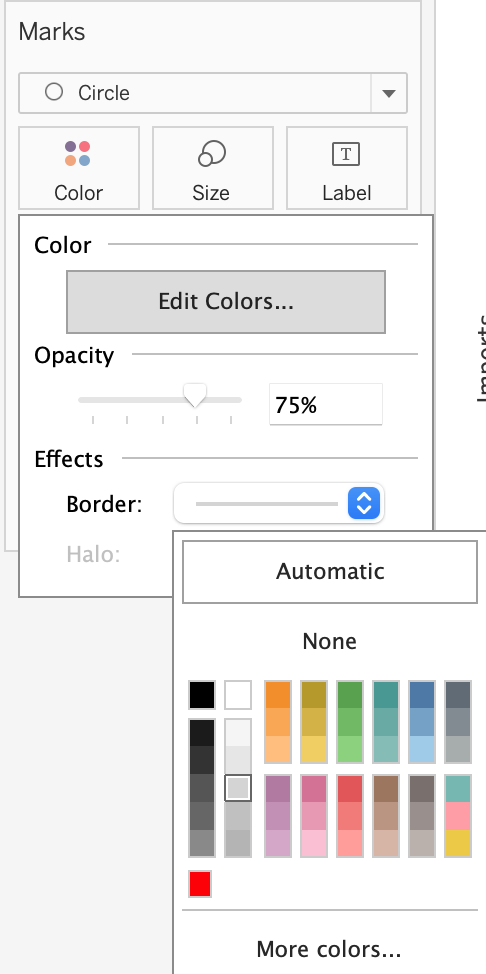 Marks
Circle
Color
Size
T
Label
Color
Edit Colors...
Opacity
75%
Effects
Border:
Halo:
Automatic
None
More colors...
Imports